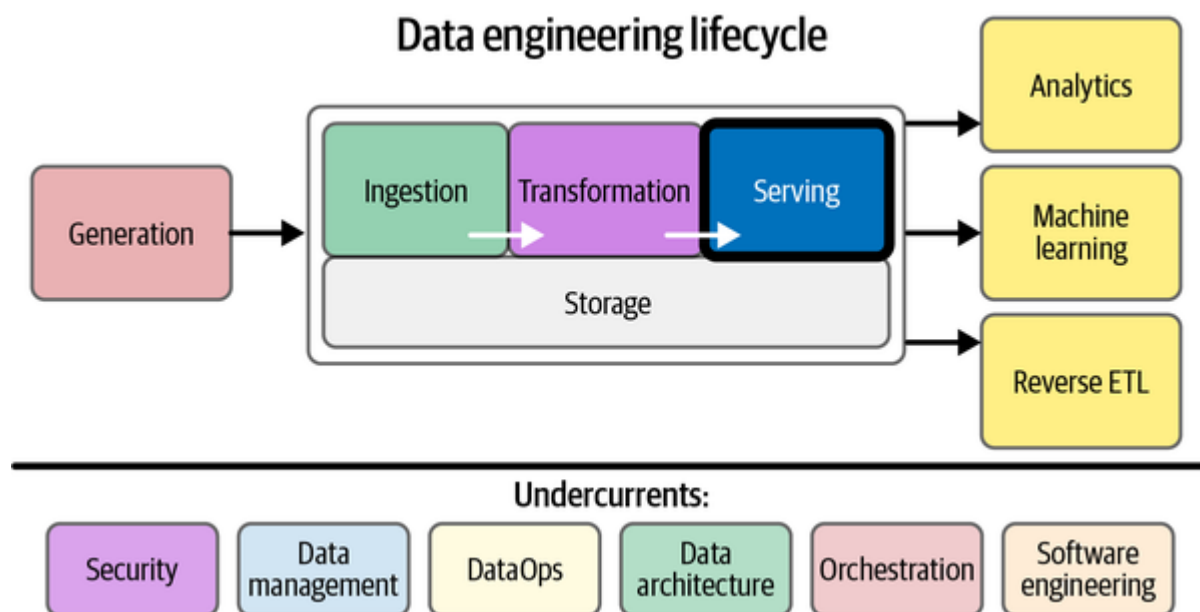 Data engineering lifecycle
Generation
Ingestion
Transformation
Serving
Storage
Analytics
Machine
learning
Reverse ETL
Undercurrents:
Security
Data
management
DataOps
Data
architecture
Orchestration
Software
engineering